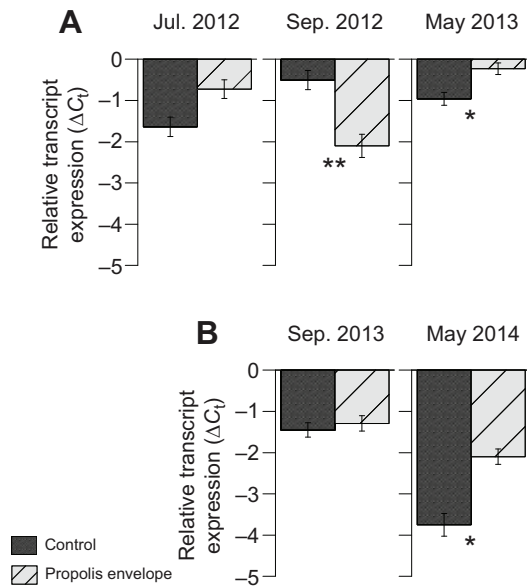 A
Jul. 2012
Sep. 2012
May 2013
Relative transcript
expression (ΔCt)
0
–1
–2
–3
–4
–5
**
*
B
Sep. 2013
May 2014
Relative transcript
expression (ΔCt)
0
–1
–2
–3
–4
–5
*
Control
Propolis envelope